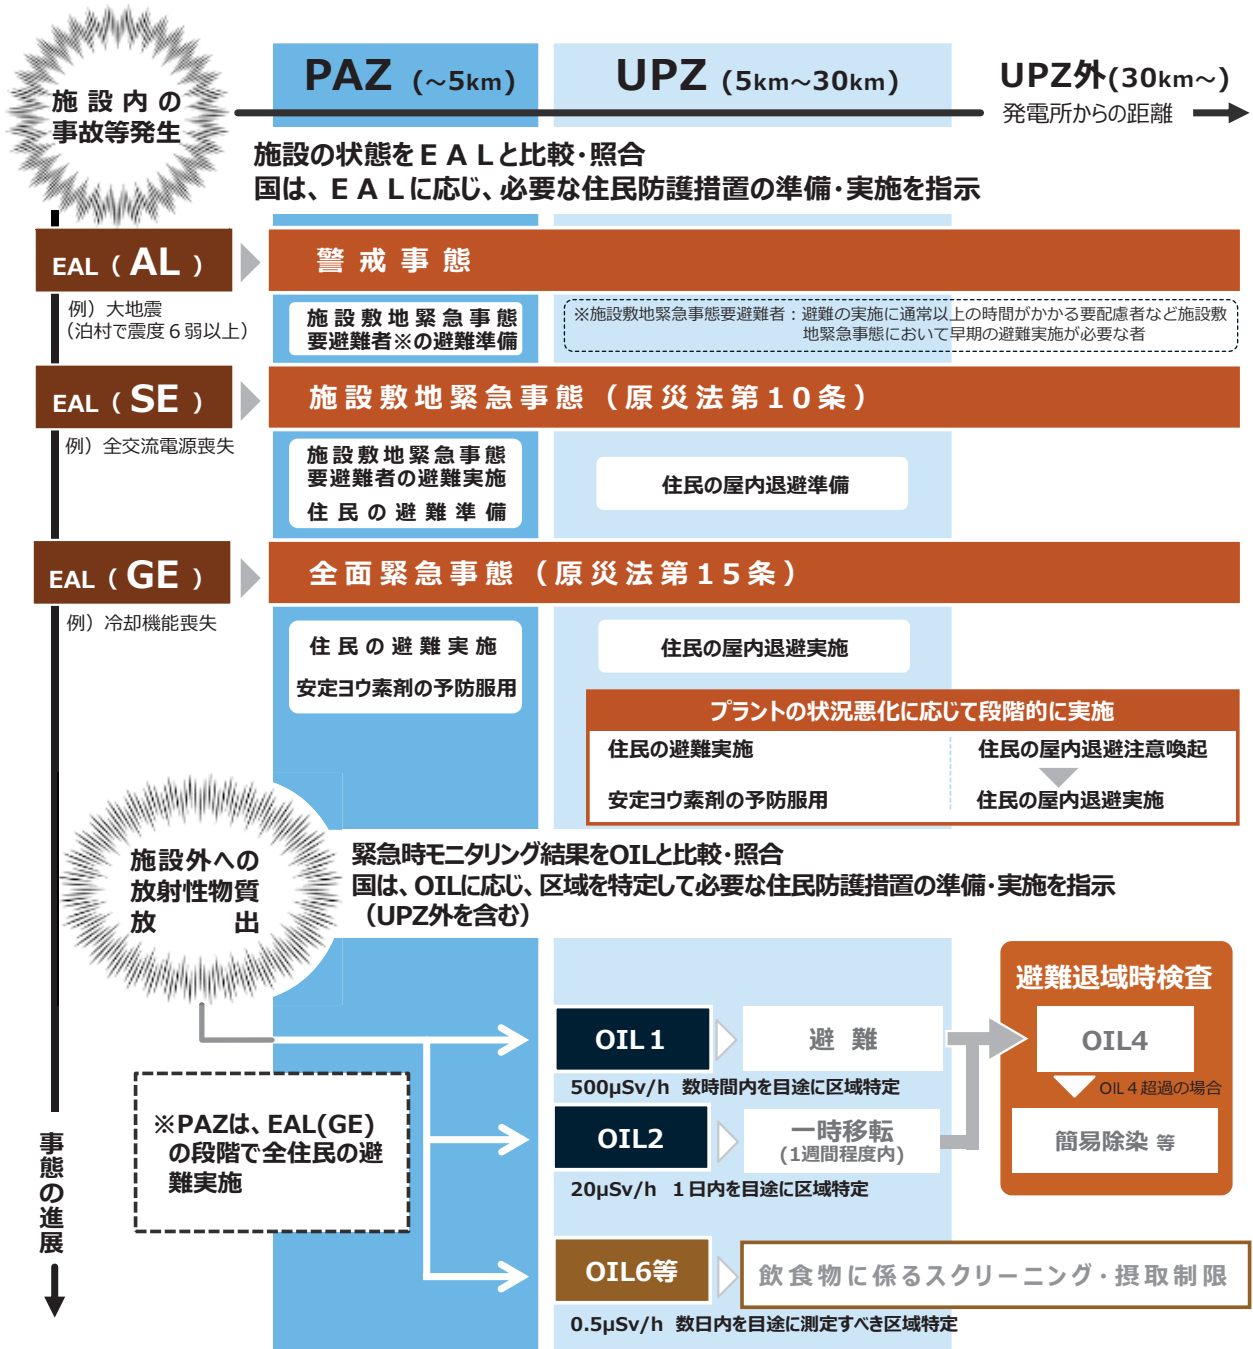 施設内の
事故等発生
PAZ (～5km)
UPZ (5km～30km)
UPZ外(30km～)
発電所からの距離
施設の状態をＥＡＬと比較･照合
国は、ＥＡＬに応じ、必要な住民防護措置の準備･実施を指示
EAL（AL）
警戒事態
例）大地震
（泊村で震度６弱以上）
施設敷地緊急事態
要避難者※の避難準備
※施設敷地緊急事態要避難者：避難の実施に通常以上の時間がかかる要配慮者など施設敷
地緊急事態において早期の避難実施が必要な者
EAL（SE）
施設敷地緊急事態（原災法第10条）
例）全交流電源喪失
施設敷地緊急事態
要避難者の避難実施
住民の避難準備
住民の屋内退避準備
EAL（GE）
全面緊急事態（原災法第15条）
例）冷却機能喪失
住民の避難実施
安定ヨウ素剤の予防服用
住民の屋内退避実施
プラントの状況悪化に応じて段階的に実施
住民の避難実施
安定ヨウ素剤の予防服用
住民の屋内退避注意喚起
住民の屋内退避実施
施設外への
放射性物質
放出
緊急時モニタリング結果をOILと比較･照合
国は、OILに応じ、区域を特定して必要な住民防護措置の準備･実施を指示
（UPZ外を含む）
避難退域時検査
OIL1
避難
OIL4
500μSv/h 数時間内を目途に区域特定
OIL４超過の場合
※PAZは、EAL(GE)
の段階で全住民の避
難実施
OIL2
一時移転
(1週間程度内)
簡易除染 等
20μSv/h １日内を目途に区域特定
事態の進展
OIL6等
飲食物に係るスクリーニング･摂取制限
0.5μSv/h 数日内を目途に測定すべき区域特定